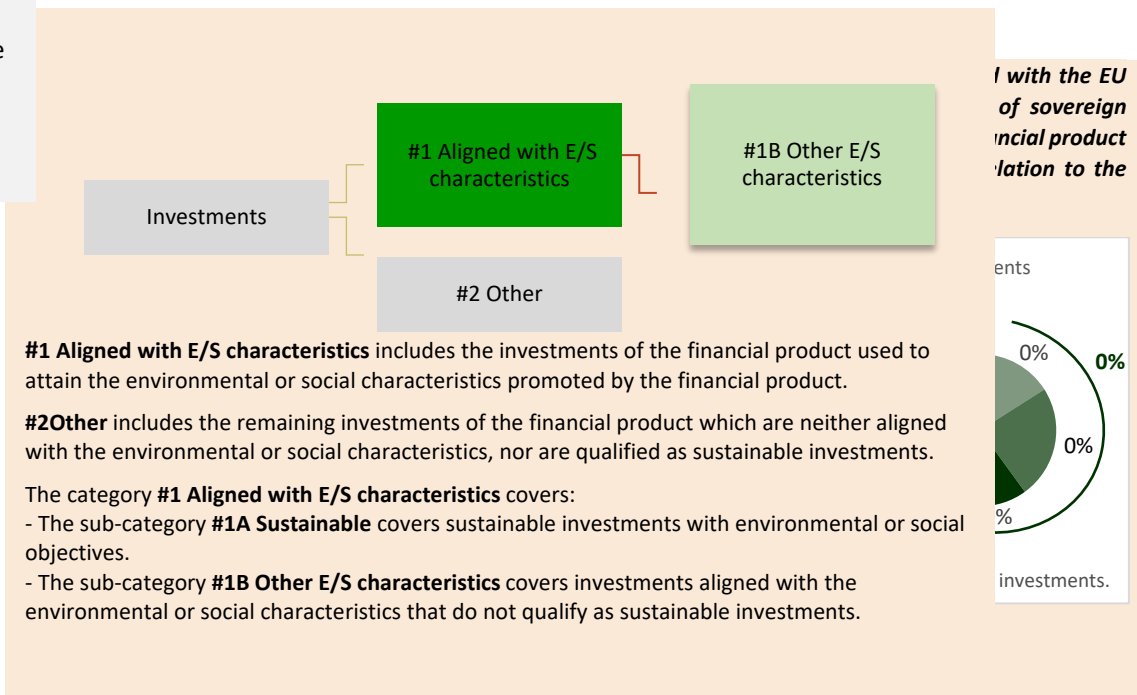 e
d with the EU
of sovereign
ncial product
lation to the
#1 Aligned with E/S
characteristics
#1B Other E/S
characteristics
Investments
#2 Other
ents
0%
0%
0%
%
investments.
#1 Aligned with E/S characteristics includes the investments of the financial product used to
attain the environmental or social characteristics promoted by the financial product.
#2Other includes the remaining investments of the financial product which are neither aligned
with the environmental or social characteristics, nor are qualified as sustainable investments.
The category #1 Aligned with E/S characteristics covers:
- The sub-category #1A Sustainable covers sustainable investments with environmental or social
objectives.
- The sub-category #1B Other E/S characteristics covers investments aligned with the
environmental or social characteristics that do not qualify as sustainable investments.